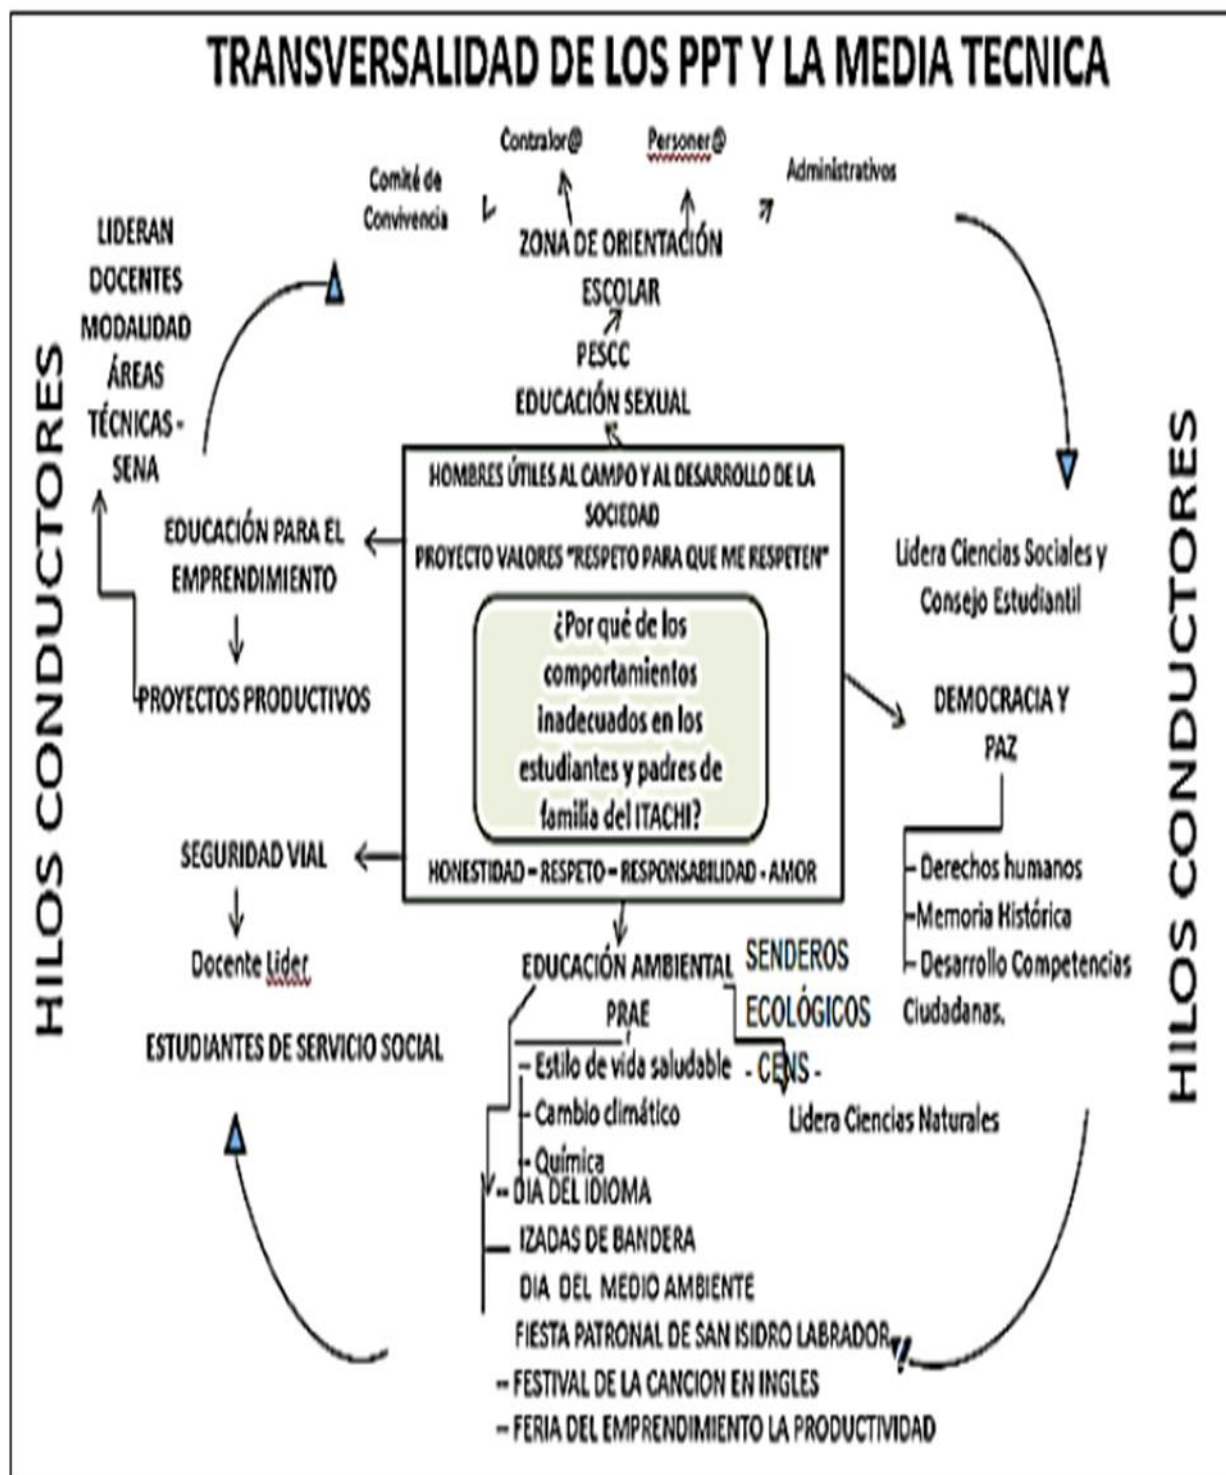 TRANSVERSALIDAD DE LOS PPT Y LA MEDIA TECNICA
Contralor@
Personer@
Administrativos
Comité de
Convivencia
ZONA DE ORIENTACIÓN
ESCOLAR
PESCC
EDUCACIÓN SEXUAL
LIDERAN
DOCENTES
MODALIDAD
ÁREAS
TÉCNICAS -
SENA
HILOS CONDUCTORES
EDUCACIÓN PARA EL
EMPRENDIMIENTO
PROYECTOS PRODUCTIVOS
SEGURIDAD VIAL
Docente Lider
ESTUDIANTES DE SERVICIO SOCIAL
HOMBRES ÚTILES AL CAMPO Y AL DESARROLLO DE LA
SOCIEDAD
PROYECTO VALORES "RESPETO PARA QUE ME RESPETEN"
¿Por qué de los
comportamientos
inadecuados en los
estudiantes y padres de
familia del ITACHI?
HONESTIDAD – RESPETO – RESPONSABILIDAD - AMOR
Lidera Ciencias Sociales y
Consejo Estudiantil
DEMOCRACIA Y
PAZ
– Derechos humanos
– Memoria Histórica
– Desarrollo Competencias
Ciudadanas.
HILOS CONDUCTORES
EDUCACIÓN AMBIENTAL
PRAE
SENDEROS
ECOLÓGICOS
- CENS -
Lidera Ciencias Naturales
– Estilo de vida saludable
– Cambio climático
– Química
– DIA DEL IDIOMA
IZADAS DE BANDERA
DIA DEL MEDIO AMBIENTE
FIESTA PATRONAL DE SAN ISIDRO LABRADOR
– FESTIVAL DE LA CANCION EN INGLES
– FERIA DEL EMPRENDIMIENTO LA PRODUCTIVIDAD